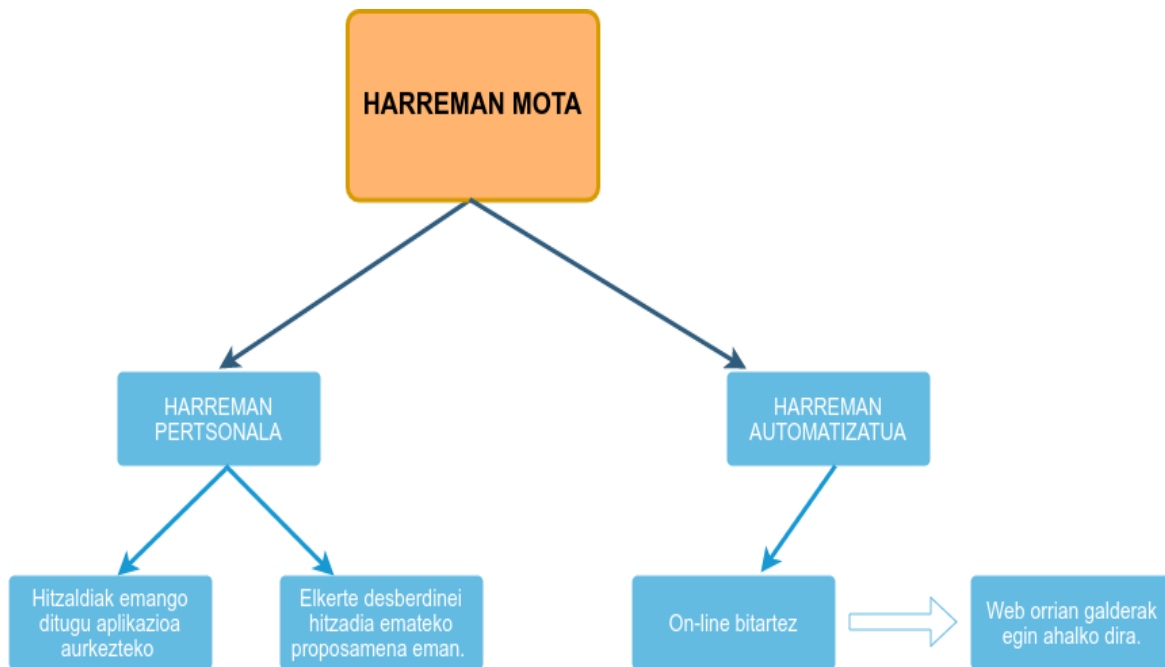 HARREMAN MOTA
HARREMAN
PERTSONALA
HARREMAN
AUTOMATIZATUA
Hitzaldiak emango
ditugu aplikazioa
aurkezteko
Elkerte desberdinei
hitzadia emateko
proposamena eman.
On-line bitartez
Web orrian galderak
egin ahalko dira.